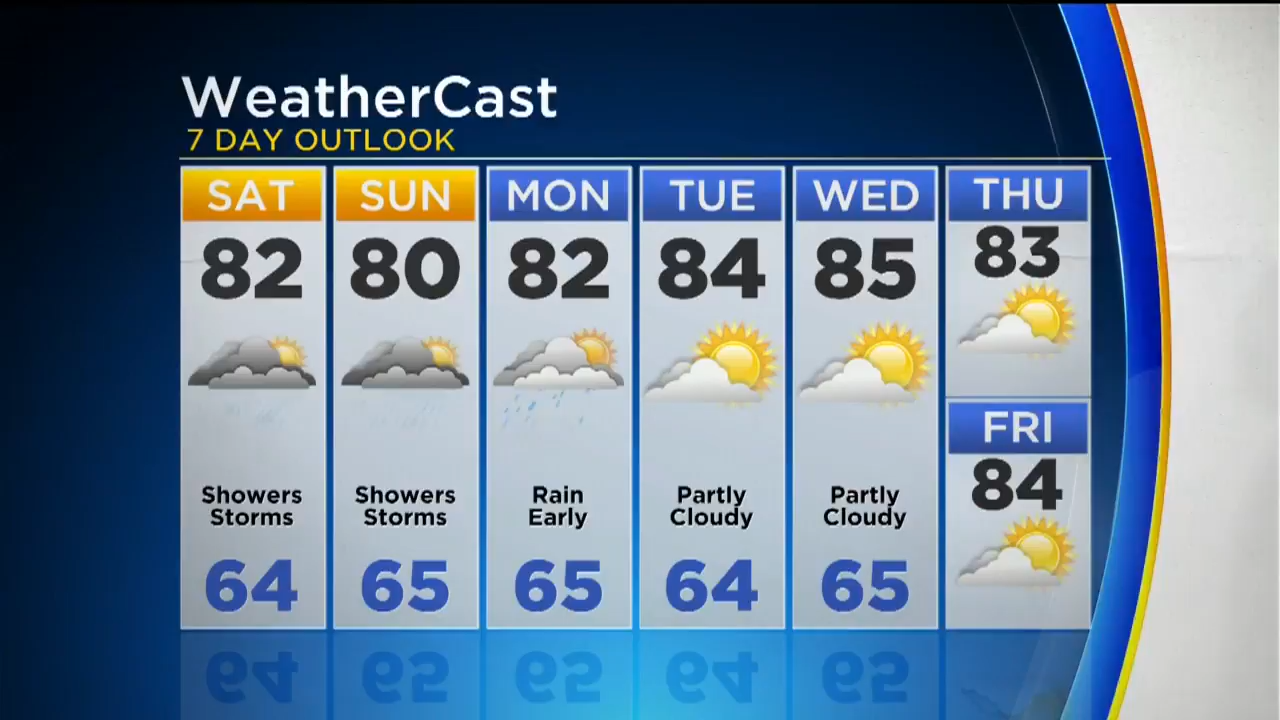 WeatherCast
7 DAY OUTLOOK
SAT
82
Showers
Storms
64
SUN
80
Showers
Storms
65
MON
82
Rain
Early
65
TUE
84
Partly
Cloudy
64
WED
85
Partly
Cloudy
65
THU
83
FRI
84